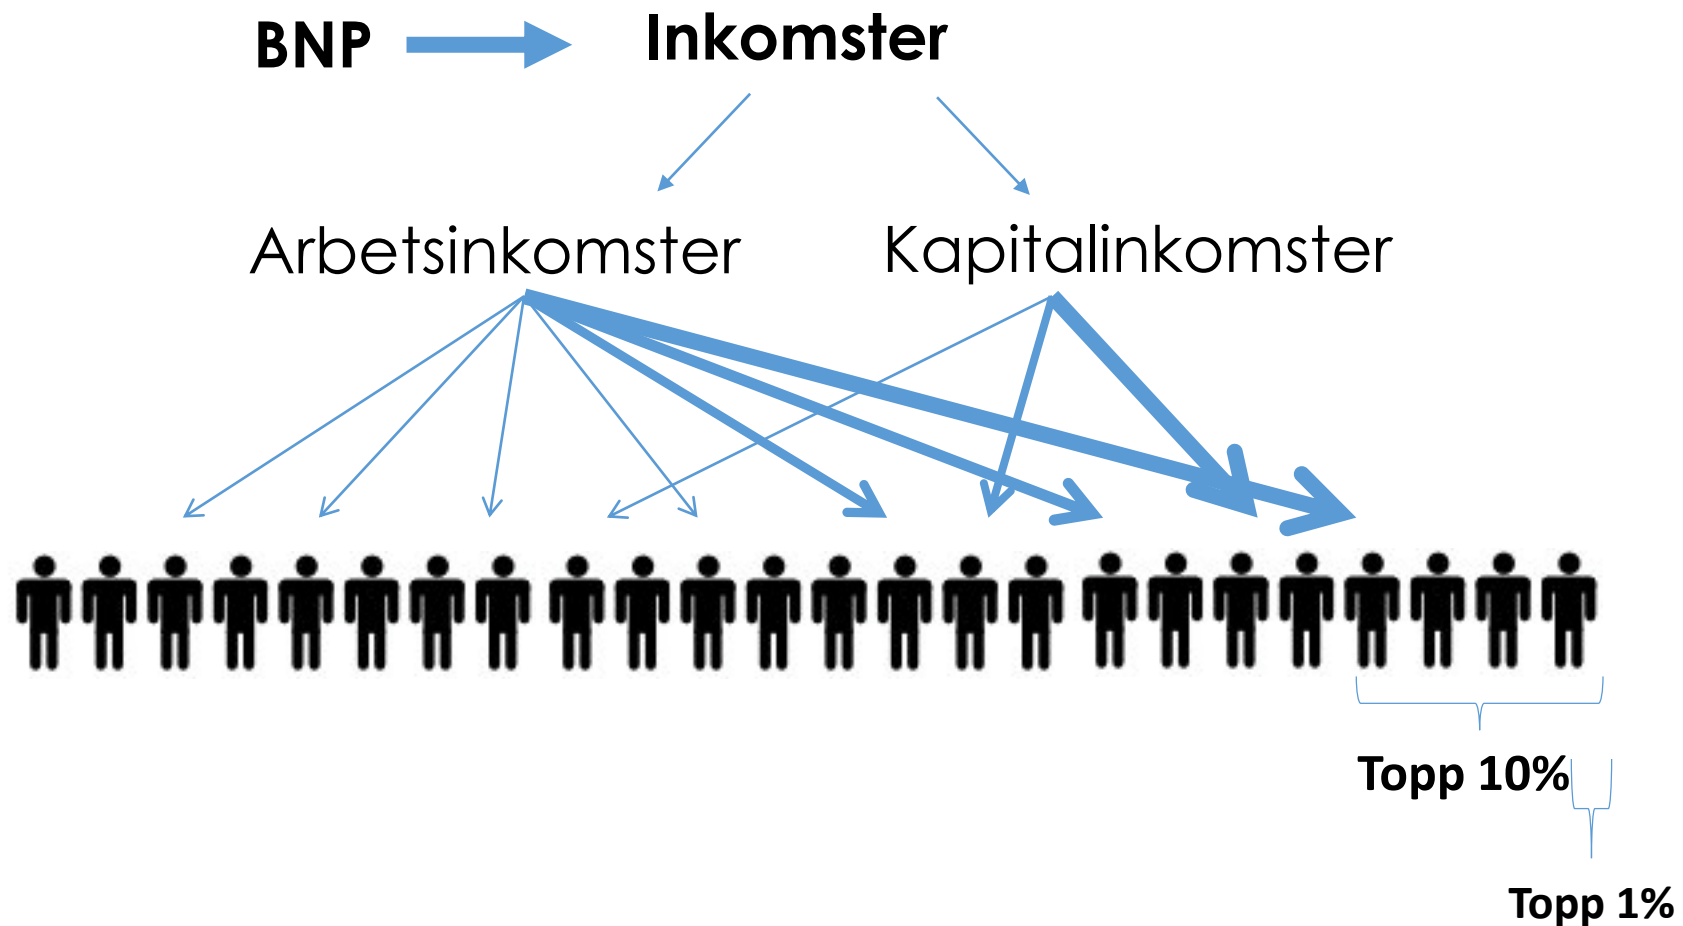 BNP
Inkomster
Arbetsinkomster
Kapitalinkomster
Topp 10%
Topp 1%